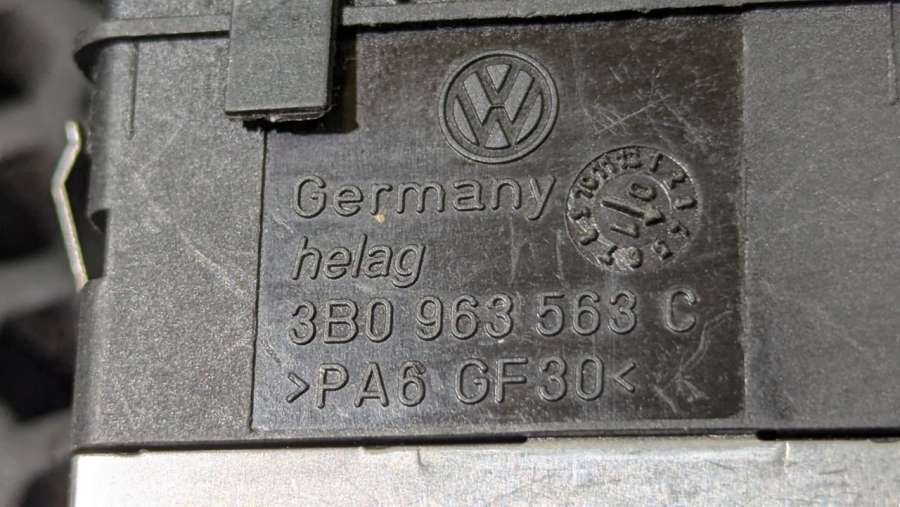 Germany
helag
3B0 963 563 C
>PA6 GF30<